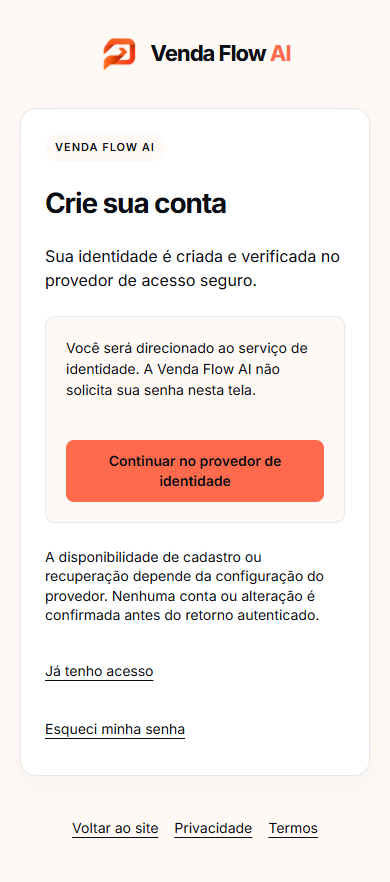 Venda Flow AI
VENDA FLOW AI
Crie sua conta
Sua identidade é criada e verificada no
provedor de acesso seguro.
Você será direcionado ao serviço de
identidade. A Venda Flow AI não
solicita sua senha nesta tela.
Continuar no provedor de
identidade
A disponibilidade de cadastro ou
recuperação depende da configuração do
provedor. Nenhuma conta ou alteração é
confirmada antes do retorno autenticado.
Já tenho acesso
Esqueci minha senha
Voltar ao site Privacidade Termos